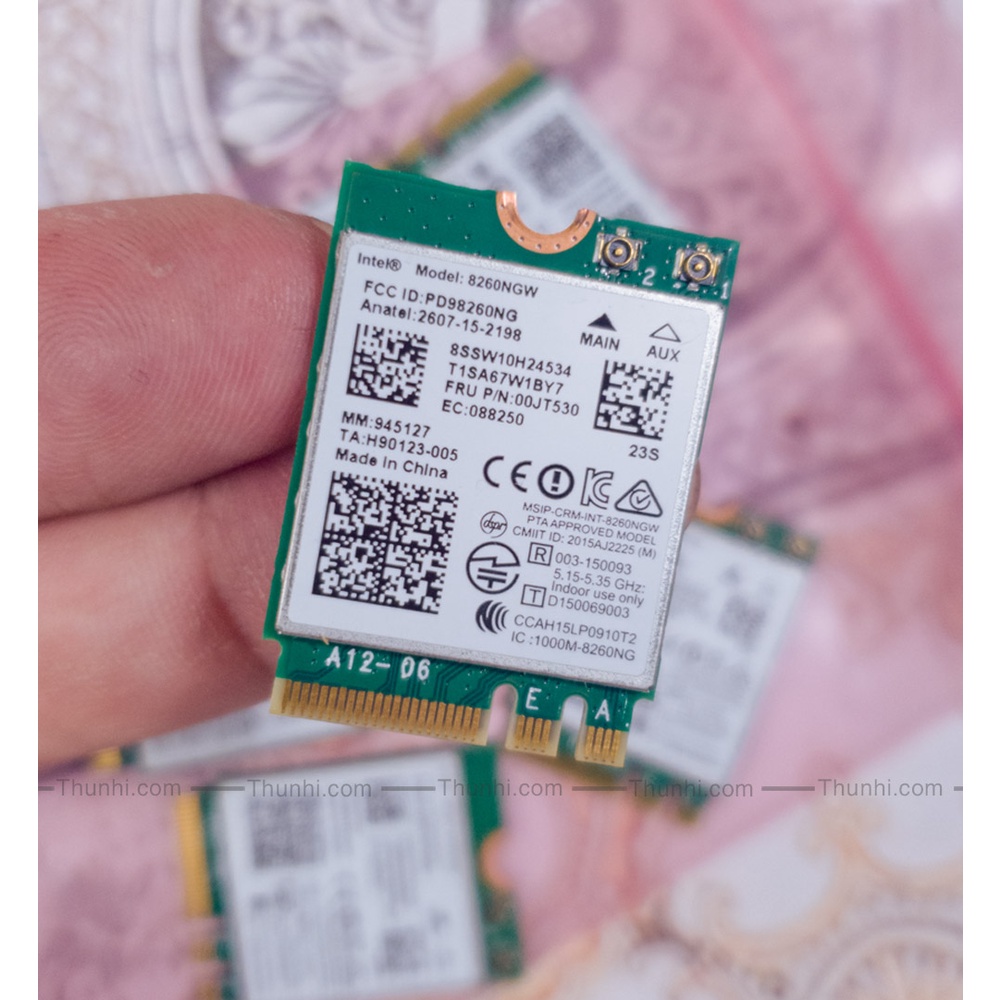 2 1
Intel® Model: 8260NGW
FCC ID:PD98260NG
Anatel:2607-15-2198
MAIN AUX
8SSW10H24534
T1SA67W1BY7
FRU P/N:00JT530
EC:088250
23S
MM:945127
TA:H90123-005
Made In China
CE
MSIP-CRM-INT-8260NGW
PTA APPROVED MODEL
dspr CMIIT ID: 2015AJ2225 (M)
R 003-150093
5.15-5.35 GHz:
Indoor use only
T D150069003
CCAH15LP0910T2
IC :1000M-8260NG
A12-06
E A
Thunhi.com Thunhi.com Thunhi.com Thunhi.com Thunhi.com